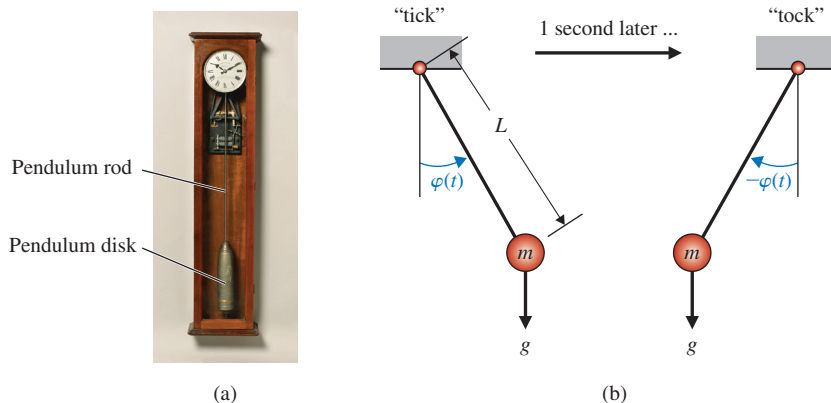 “tick”
“tock”
1 second later ...
L
Pendulum rod
φ(t)
−φ(t)
Pendulum disk
m
m
g
g
(a)
(b)